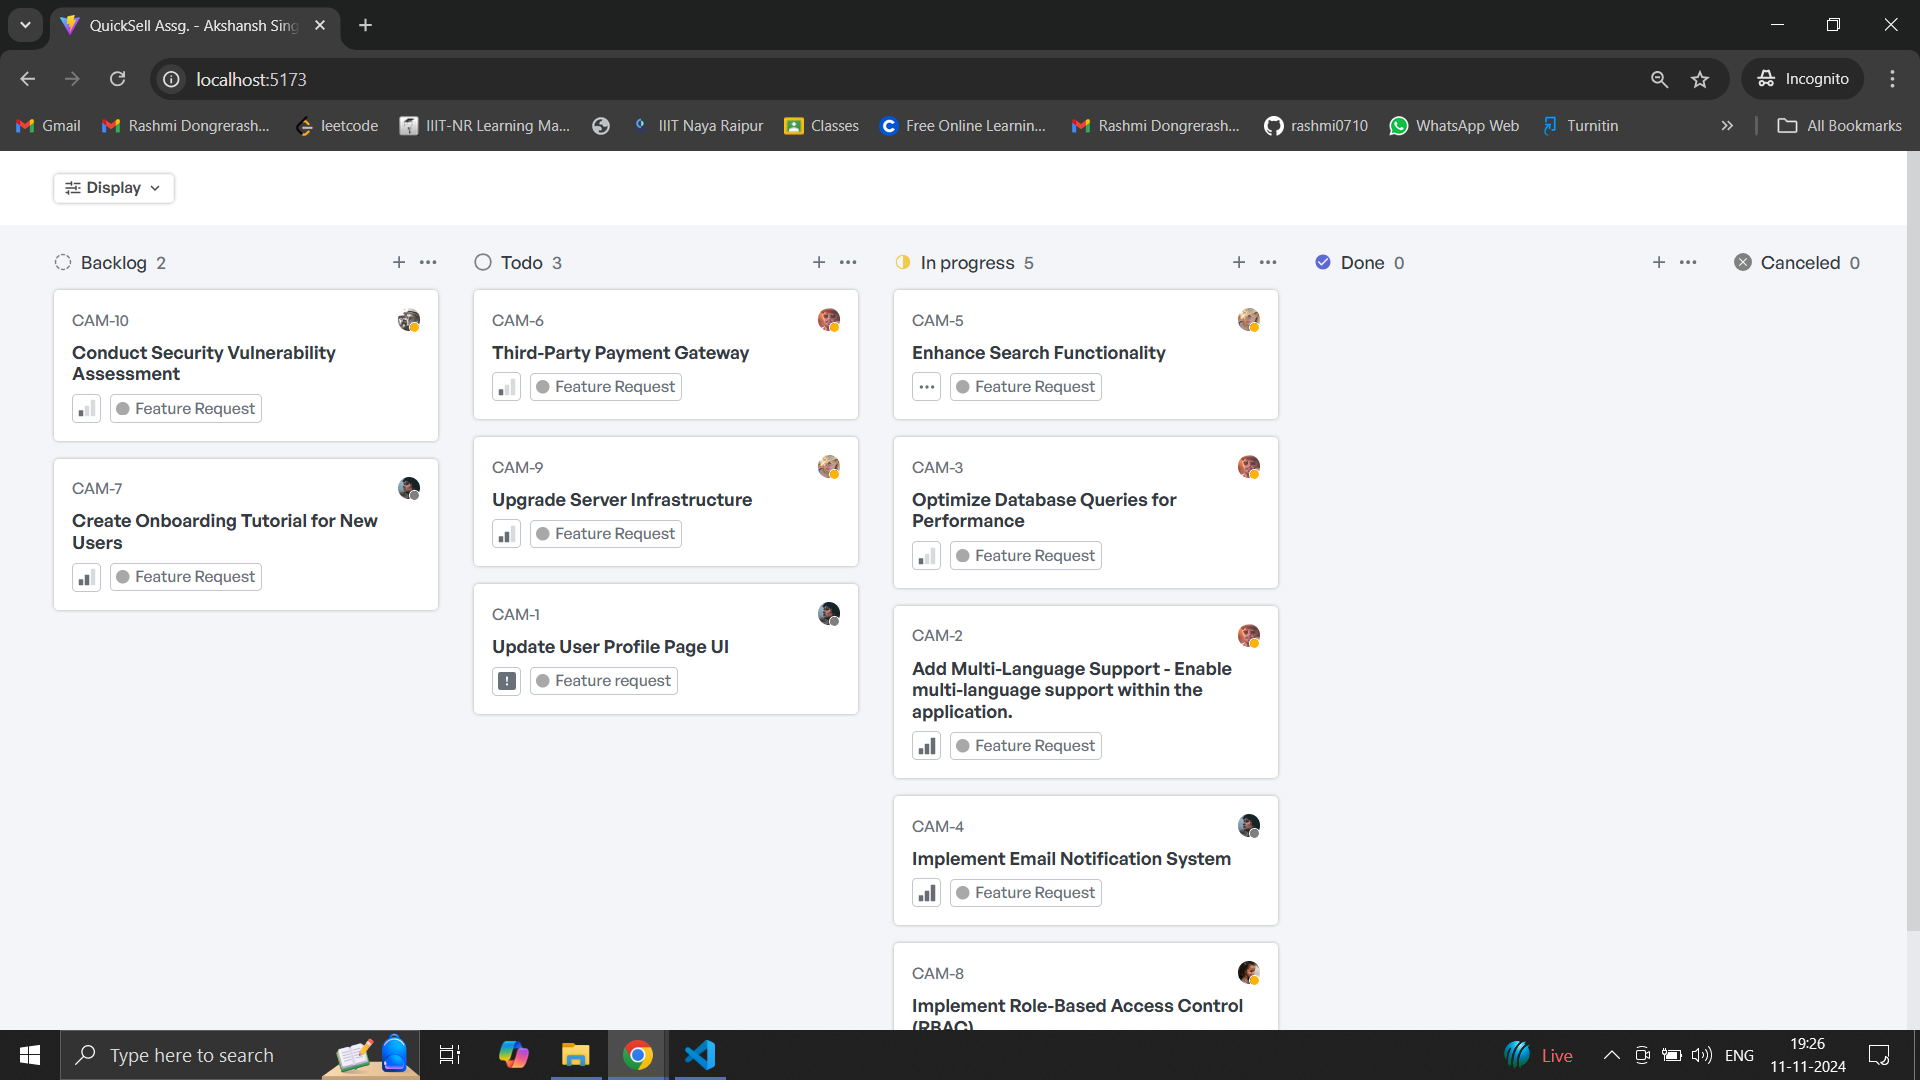 QuickSell Assg. - Akshansh Sing
localhost:5173
Incognito
Gmail
Rashmi Dongrerash...
leetcode
IIIT-NR Learning Ma...
IIIT Naya Raipur
Classes
Free Online Learnin...
Rashmi Dongrerash...
rashmi0710
WhatsApp Web
Turnitin
All Bookmarks
Display
Backlog 2
CAM-10
Conduct Security Vulnerability
Assessment
Feature Request
CAM-7
Create Onboarding Tutorial for New
Users
Feature Request
Todo 3
CAM-6
Third-Party Payment Gateway
Feature Request
CAM-9
Upgrade Server Infrastructure
Feature Request
CAM-1
Update User Profile Page UI
Feature request
In progress 5
CAM-5
Enhance Search Functionality
Feature Request
CAM-3
Optimize Database Queries for
Performance
Feature Request
CAM-2
Add Multi-Language Support - Enable
multi-language support within the
application.
Feature Request
CAM-4
Implement Email Notification System
Feature Request
CAM-8
Implement Role-Based Access Control
(RBAC)
Done 0
Canceled 0
Type here to search
Live
ENG
19:26
11-11-2024